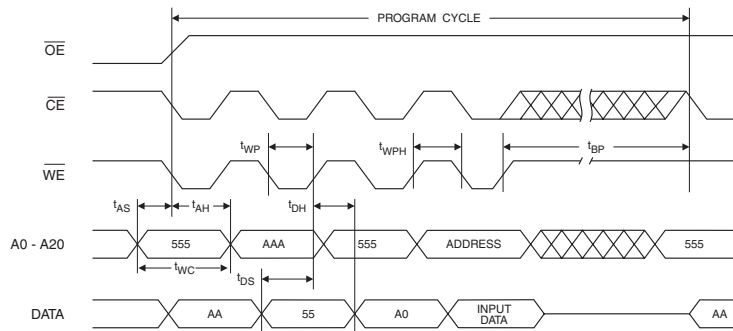 PROGRAM CYCLE
OE
CE
tWP
tWPH
tBP
WE
tAS
tAH
tDH
A0 - A20
555
AAA
555
ADDRESS
555
tWC
tDS
DATA
AA
55
A0
INPUT
DATA
AA